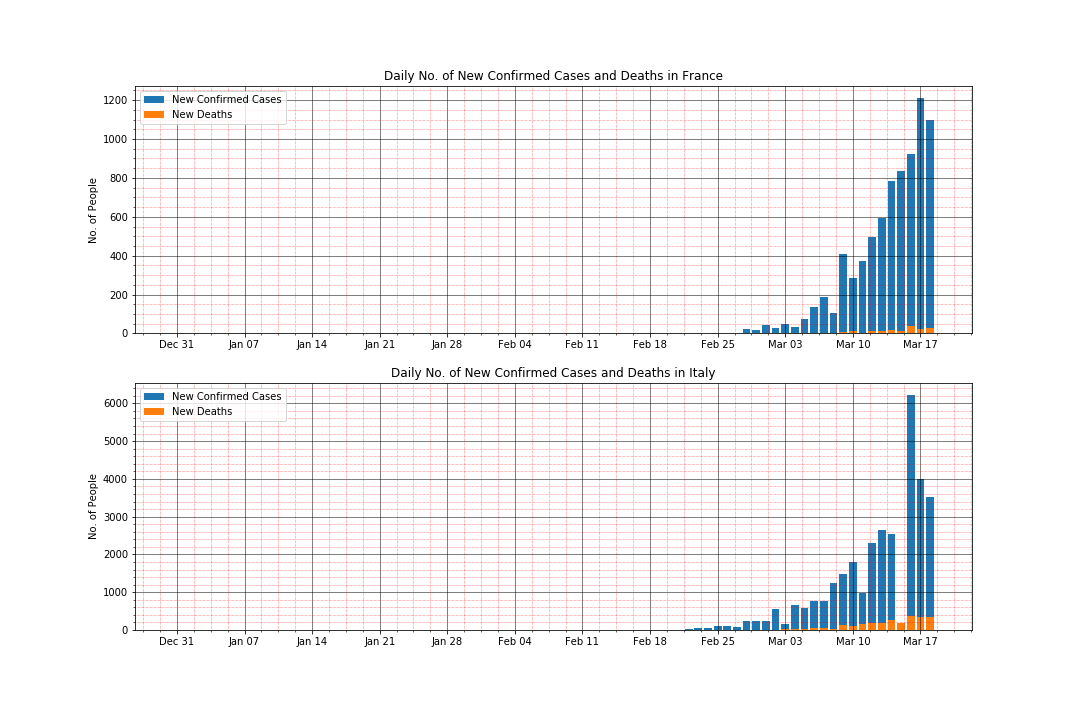 Daily No. of New Confirmed Cases and Deaths in France
New Confirmed Cases
New Deaths
No. of People
1200
1000
800
600
400
200
0
Dec 31 Jan 07 Jan 14 Jan 21 Jan 28 Feb 04 Feb 11 Feb 18 Feb 25 Mar 03 Mar 10 Mar 17
Daily No. of New Confirmed Cases and Deaths in Italy
New Confirmed Cases
New Deaths
No. of People
6000
5000
4000
3000
2000
1000
0
Dec 31 Jan 07 Jan 14 Jan 21 Jan 28 Feb 04 Feb 11 Feb 18 Feb 25 Mar 03 Mar 10 Mar 17